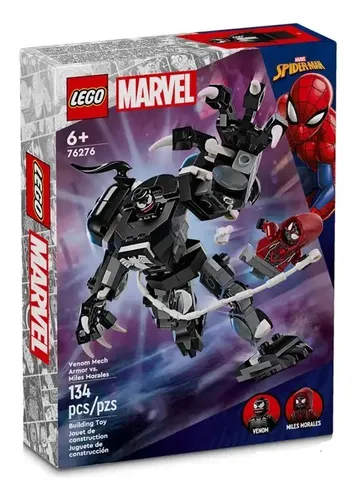 LEGO MARVEL
MARVEL
SPIDER-MAN
6+
76276
LEGO
MARVEL
Venom Mech
Armor vs.
Miles Morales
134
pcs/pzs
Building Toy
Jouet de
construction
Juguete de
construcción
VENOM
MILES MORALES